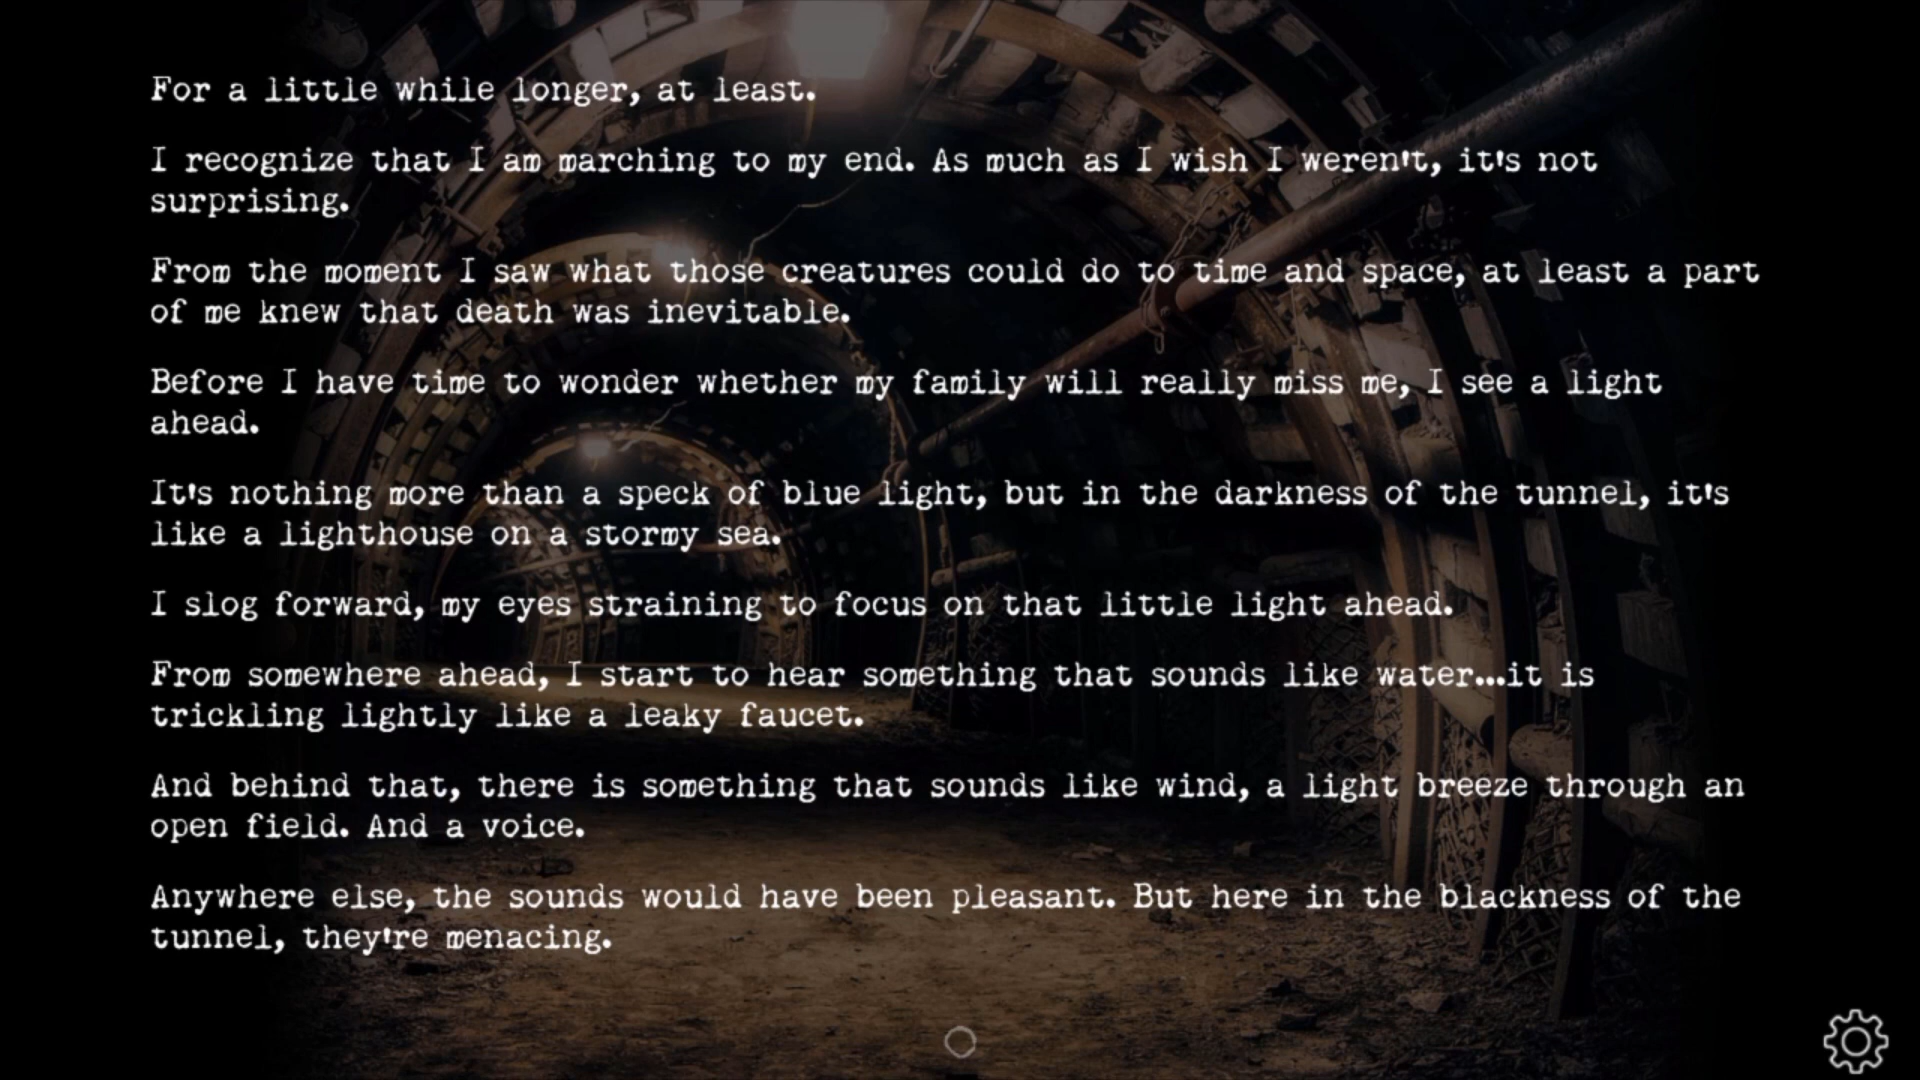 For a little while longer, at least.
I recognize that I am marching to my end. As much as I wish I weren't, it's not
surprising.
From the moment I saw what those creatures could do to time and space, at least a part
of me knew that death was inevitable.
Before I have time to wonder whether my family will really miss me, I see a light
ahead.
It's nothing more than a speck of blue light, but in the darkness of the tunnel, it's
like a lighthouse on a stormy sea.
I slog forward, my eyes straining to focus on that little light ahead.
From somewhere ahead, I start to hear something that sounds like water...it is
trickling lightly like a leaky faucet.
And behind that, there is something that sounds like wind, a light breeze through an
open field. And a voice.
Anywhere else, the sounds would have been pleasant. But here in the blackness of the
tunnel, they're menacing.